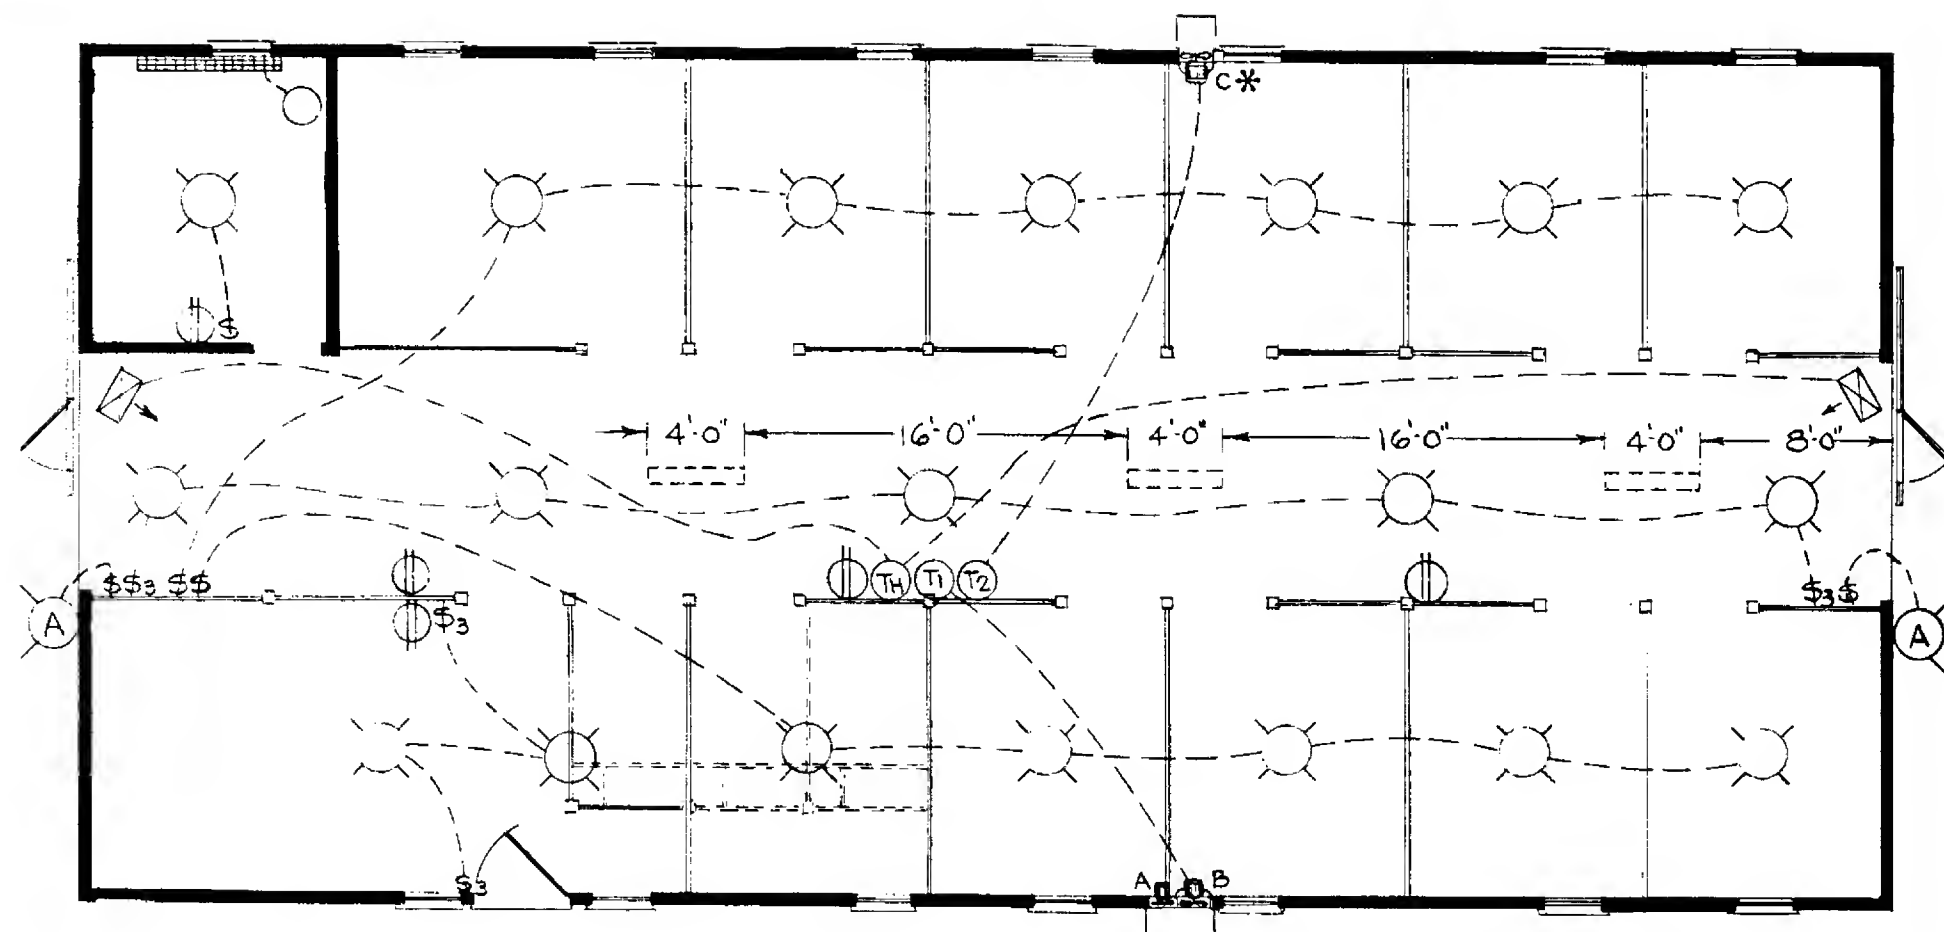 C*
4'-0" 16'-0" 4'-0" 16'-0" 4'-0" 8'-0"
$
$$3 $$ TH T1 T2 $3 $
A $3 A
$3 A B